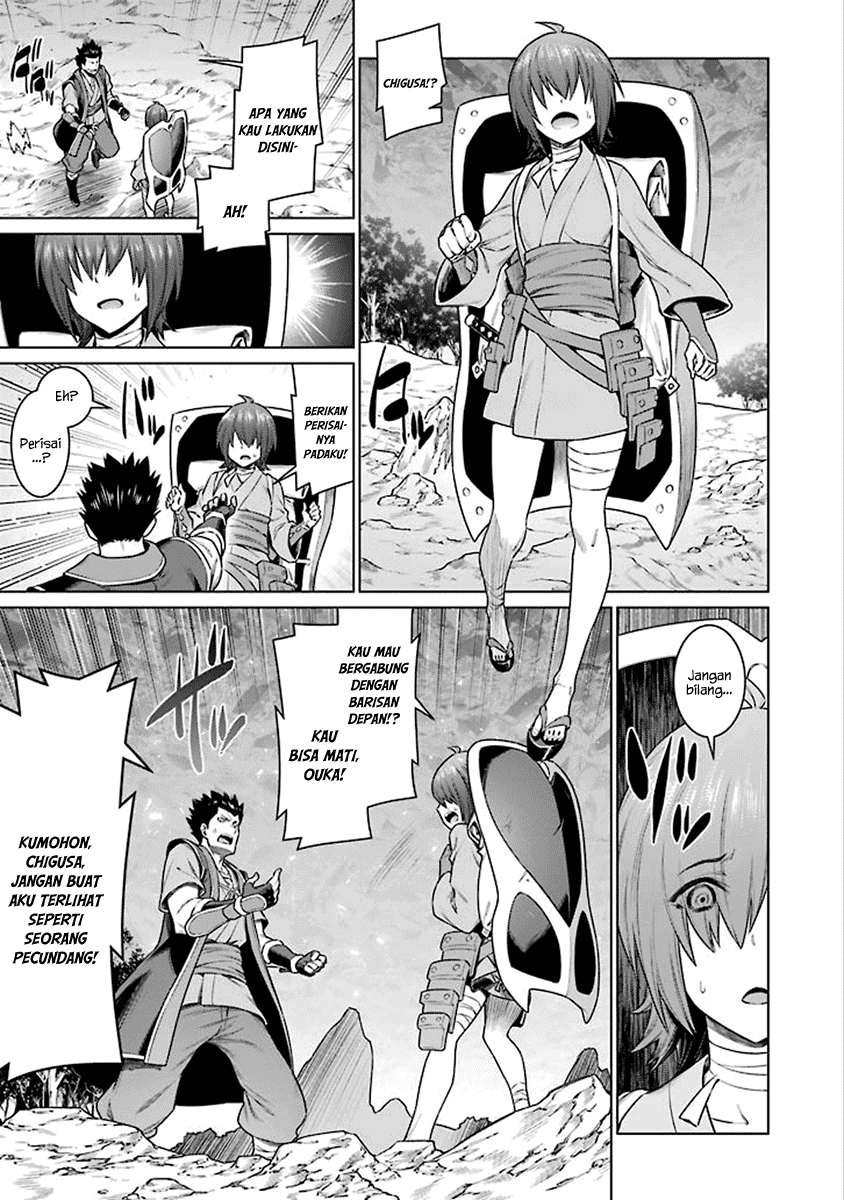 CHIGUSA!?
APA YANG
KAU LAKUKAN
DISINI-
AH!
BERIKAN
PERISAI-
NYA
PADAKU!
Eh?
Perisai
...?
Jangan
bilang...
KAU MAU
BERGABUNG
DENGAN
BARISAN
DEPAN!?
KAU
BISA MATI,
OUKA!
KUMOHON,
CHIGUSA,
JANGAN BUAT
AKU TERLIHAT
SEPERTI
SEORANG
PECUNDANG!